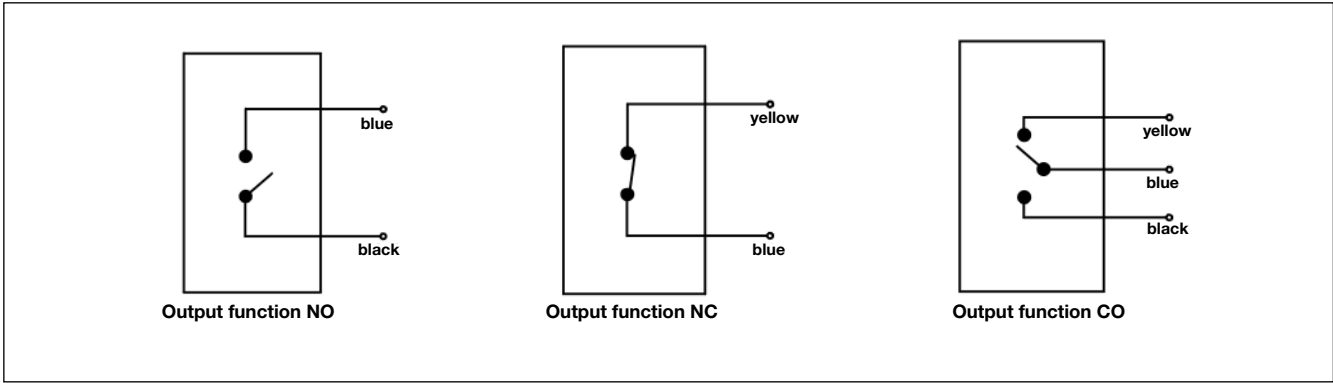 blue
black
Output function NO
yellow
blue
Output function NC
yellow
blue
black
Output function CO